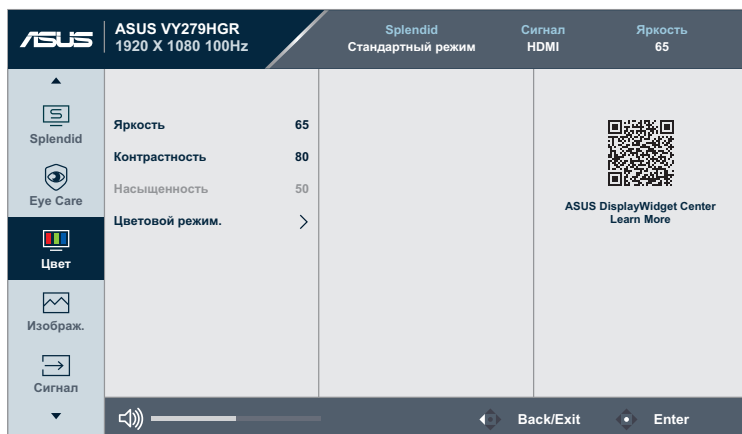 ASUS
ASUS VY279HGR
1920 X 1080 100Hz
Splendid
Стандартный режим
Сигнал
HDMI
Яркость
65
Splendid
Eye Care
Цвет
Изображ.
Сигнал
Яркость 65
Контрастность 80
Насыщенность 50
Цветовой режим.
ASUS DisplayWidget Center
Learn More
Back/Exit
Enter